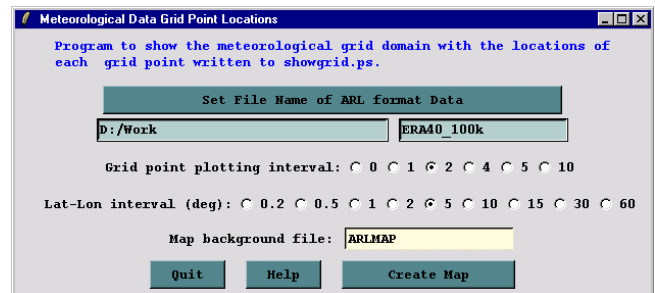 Meteorological Data Grid Point Locations
Program to show the meteorological grid domain with the locations of
each grid point written to showgrid.ps.
Set File Name of ARL format Data
D:/Work ERA40_100k
Grid point plotting interval: 0 1 2 4 5 10
Lat-Lon interval (deg): 0.2 0.5 1 2 5 10 15 30 60
Map background file: ARLMAP
Quit Help Create Map